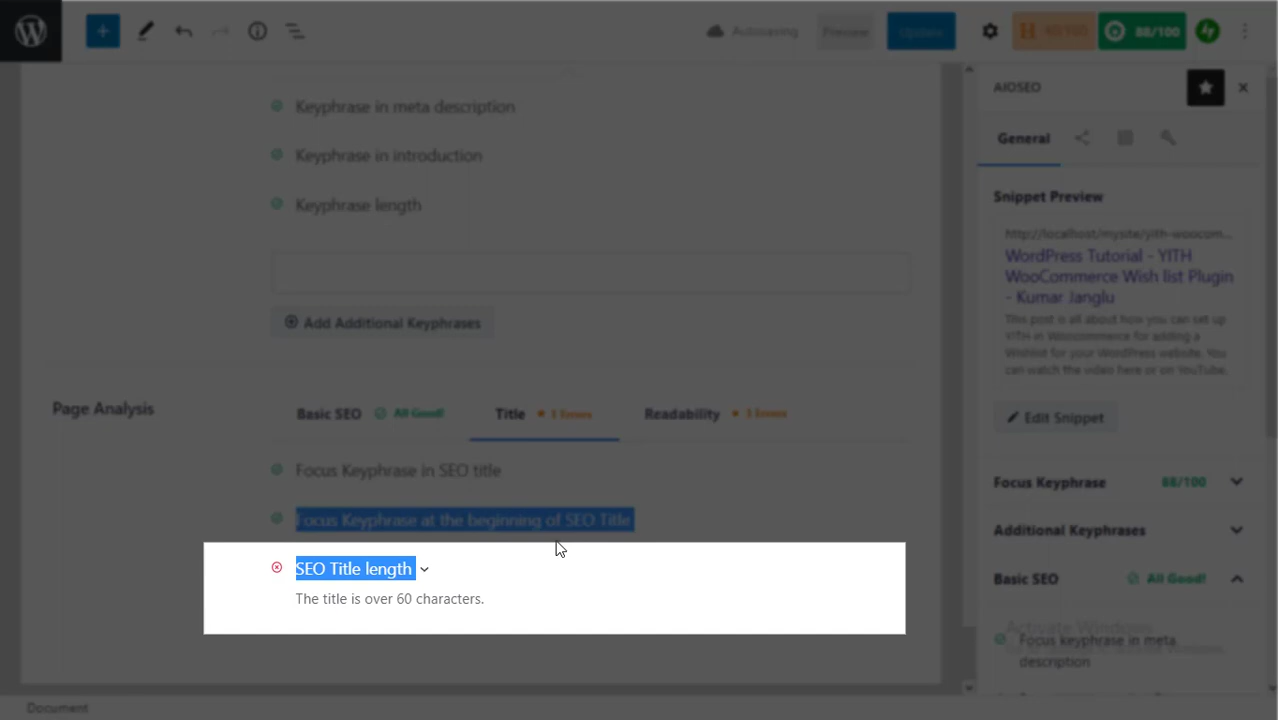 Autosaving
Preview
Update
40/100
88/100
Keyphrase in meta description
Keyphrase in introduction
Keyphrase length
Add Additional Keyphrases
Page Analysis
Basic SEO All Good!
Title 1 Errors
Readability 3 Errors
Focus Keyphrase in SEO title
Focus Keyphrase at the beginning of SEO Title
SEO Title length
The title is over 60 characters.
AIOSEO
General
Snippet Preview
http://localhost/mysite/yith-woocom...
WordPress Tutorial - YITH
WooCommerce Wish list Plugin
- Kumar Janglu
This post is all about how you can set up
YITH in Woocommerce for adding a
Wishlist for your WordPress website. You
can watch the video here or on YouTube.
Edit Snippet
Focus Keyphrase 88/100
Additional Keyphrases
Basic SEO All Good!
Activate Windows
Focus keyphrase in meta
description
Document